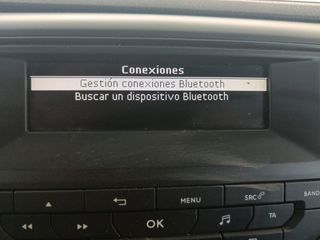 Conexiones
Gestión conexiones Bluetooth
Buscar un dispositivo Bluetooth
MENU
SRC
BAND
OK
TA